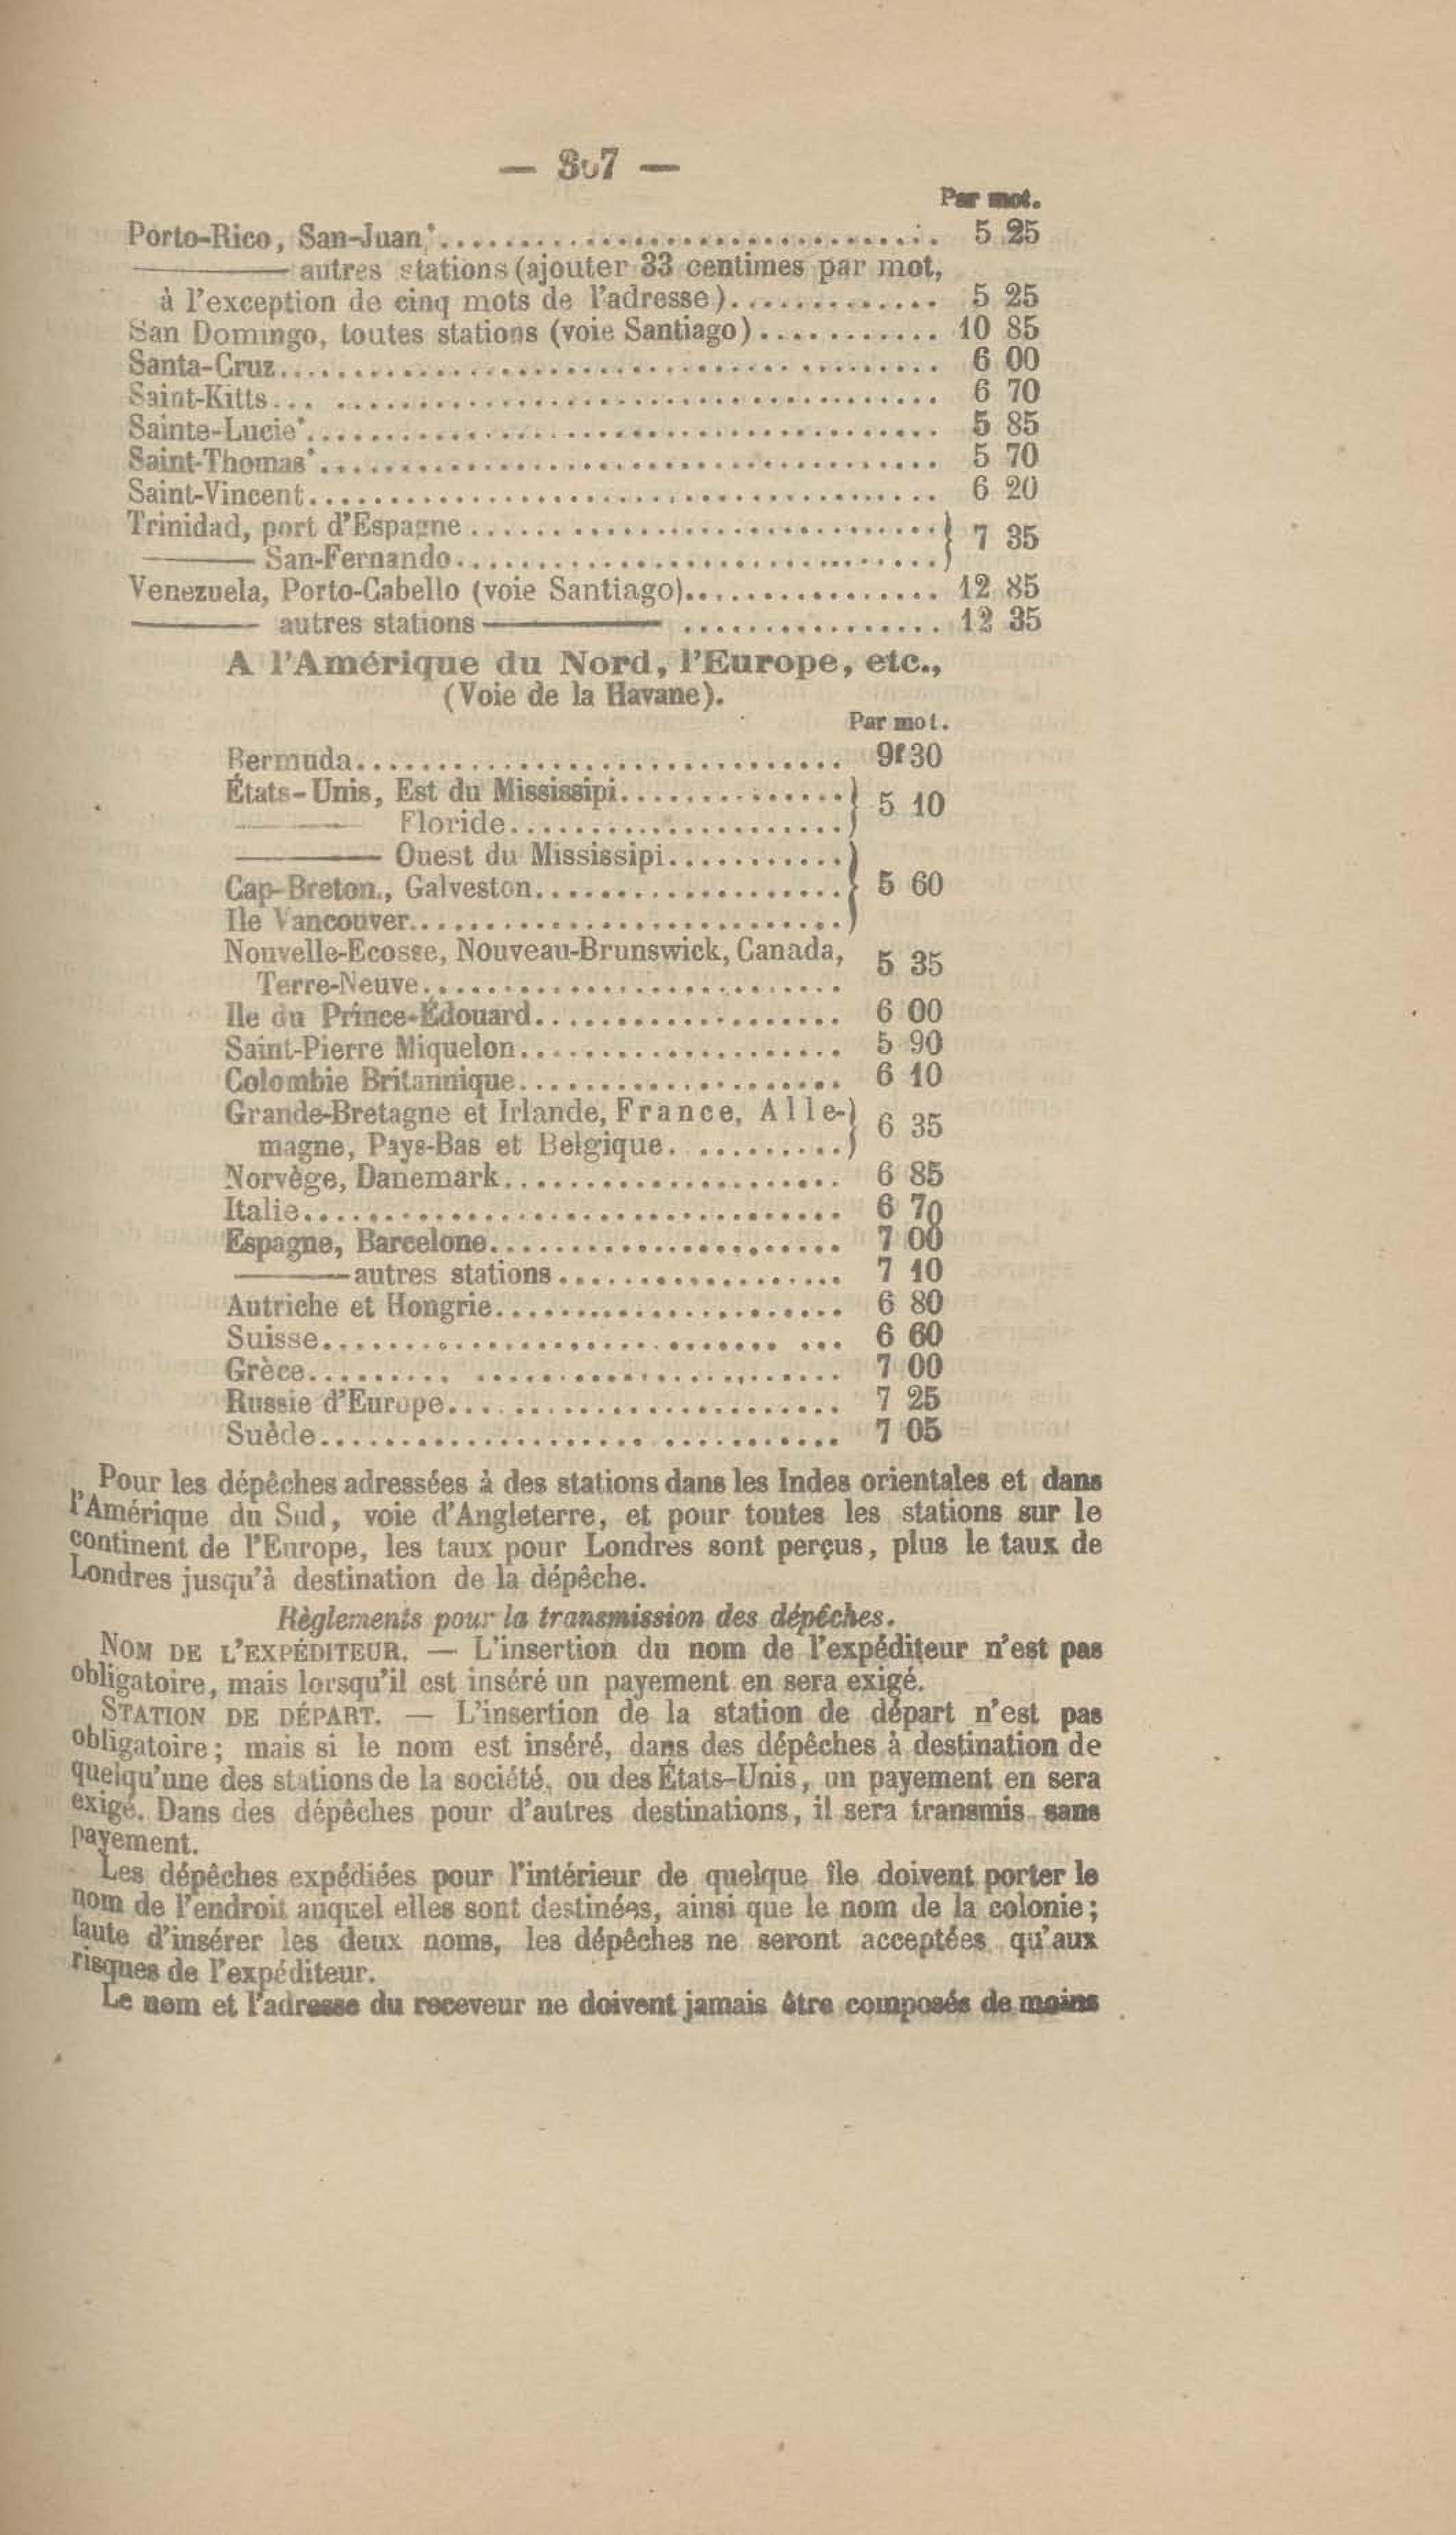 — 307 —
Par mot.
Porto-Rico, San-Juan*........ 5 25
——— autres stations (ajouter 33 centimes par mot,
à l'exception de cinq mots de l'adresse)........ 5 25
San Domingo, toutes stations (voie Santiago)........ 10 85
Santa-Cruz........ 6 00
Saint-Kitts........ 6 70
Sainte-Lucie*........ 5 85
Saint-Thomas*........ 5 70
Saint-Vincent........ 6 20
Trinidad, port d'Espagne........ } 7 35
——— San-Fernando........ }
Venezuela, Porto-Cabello (voie Santiago)........ 12 85
——— autres stations ——— ........ 12 35
A l'Amérique du Nord, l'Europe, etc.,
(Voie de la Havane).
Par mot.
Bermuda........ 9f30
États-Unis, Est du Mississipi........ } 5 10
——— Floride........ }
——— Ouest du Mississipi........ }
Cap-Breton., Galveston........ } 5 60
Ile Vancouver........ }
Nouvelle-Ecosse, Nouveau-Brunswick, Canada, 5 35
Terre-Neuve........
Ile du Prince-Édouard........ 6 00
Saint-Pierre Miquelon........ 5 90
Colombie Britannique........ 6 10
Grande-Bretagne et Irlande, France, Alle-} 6 35
magne, Pays-Bas et Belgique........ }
Norvège, Danemark........ 6 85
Italie........ 6 70
Espagne, Barcelone........ 7 00
——— autres stations........ 7 10
Autriche et Hongrie........ 6 80
Suisse........ 6 60
Grèce........ 7 00
Russie d'Europe........ 7 25
Suède........ 7 05
Pour les dépêches adressées à des stations dans les Indes orientales et dans
l'Amérique du Sud, voie d'Angleterre, et pour toutes les stations sur le
continent de l'Europe, les taux pour Londres sont perçus, plus le taux de
Londres jusqu'à destination de la dépêche.
Règlements pour la transmission des dépêches.
NOM DE L'EXPÉDITEUR. — L'insertion du nom de l'expéditeur n'est pas
obligatoire, mais lorsqu'il est inséré un payement en sera exigé.
STATION DE DÉPART. — L'insertion de la station de départ n'est pas
obligatoire; mais si le nom est inséré, dans des dépêches à destination de
quelqu'une des stations de la société, ou des États-Unis, un payement en sera
exigé. Dans des dépêches pour d'autres destinations, il sera transmis sans
payement.
Les dépêches expédiées pour l'intérieur de quelque île doivent porter le
nom de l'endroit auquel elles sont destinées, ainsi que le nom de la colonie;
faute d'insérer les deux noms, les dépêches ne seront acceptées qu'aux
risques de l'expéditeur.
Le nom et l'adresse du receveur ne doivent jamais être composés de moins